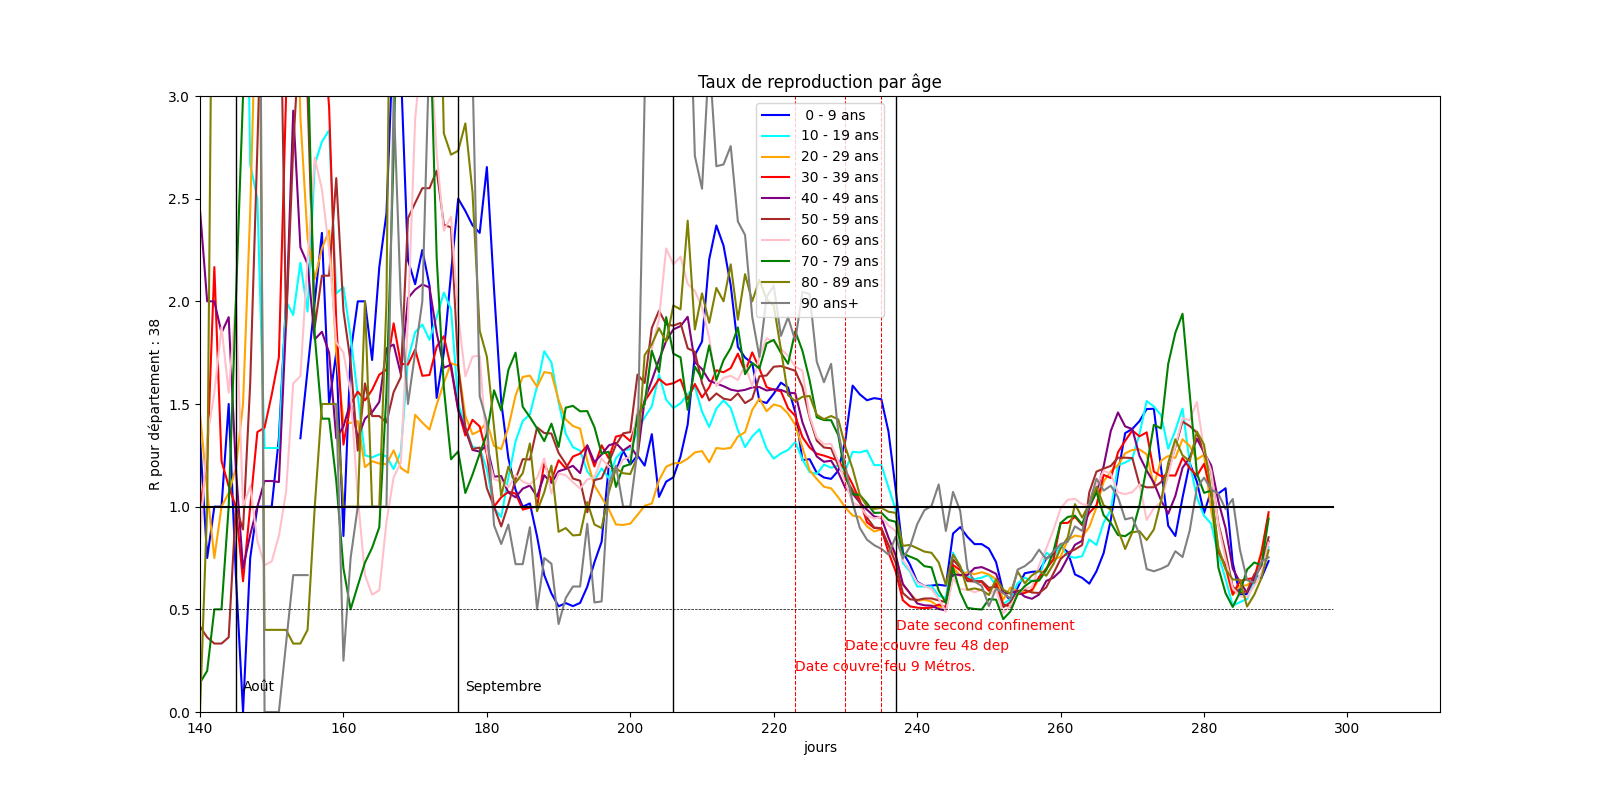 Taux de reproduction par âge
R pour département : 38
3.0
2.5
2.0
1.5
1.0
0.5
0.0
0 - 9 ans
10 - 19 ans
20 - 29 ans
30 - 39 ans
40 - 49 ans
50 - 59 ans
60 - 69 ans
70 - 79 ans
80 - 89 ans
90 ans+
Date second confinement
Date couvre feu 48 dep
Date couvre feu 9 Métros.
Août
Septembre
140 160 180 200 220 240 260 280 300
jours